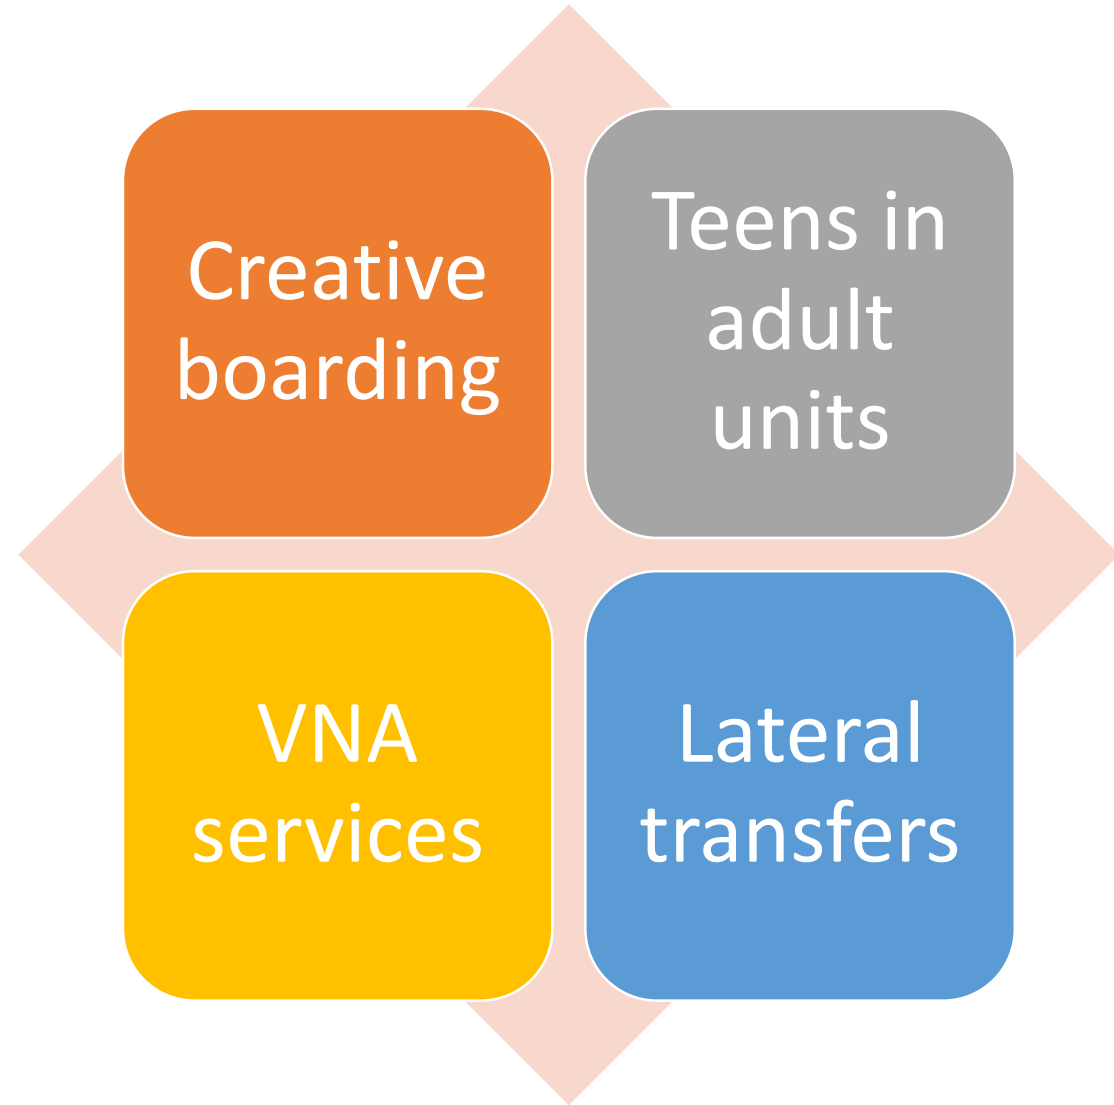 Creative
boarding
Teens in
adult
units
VNA
services
Lateral
transfers